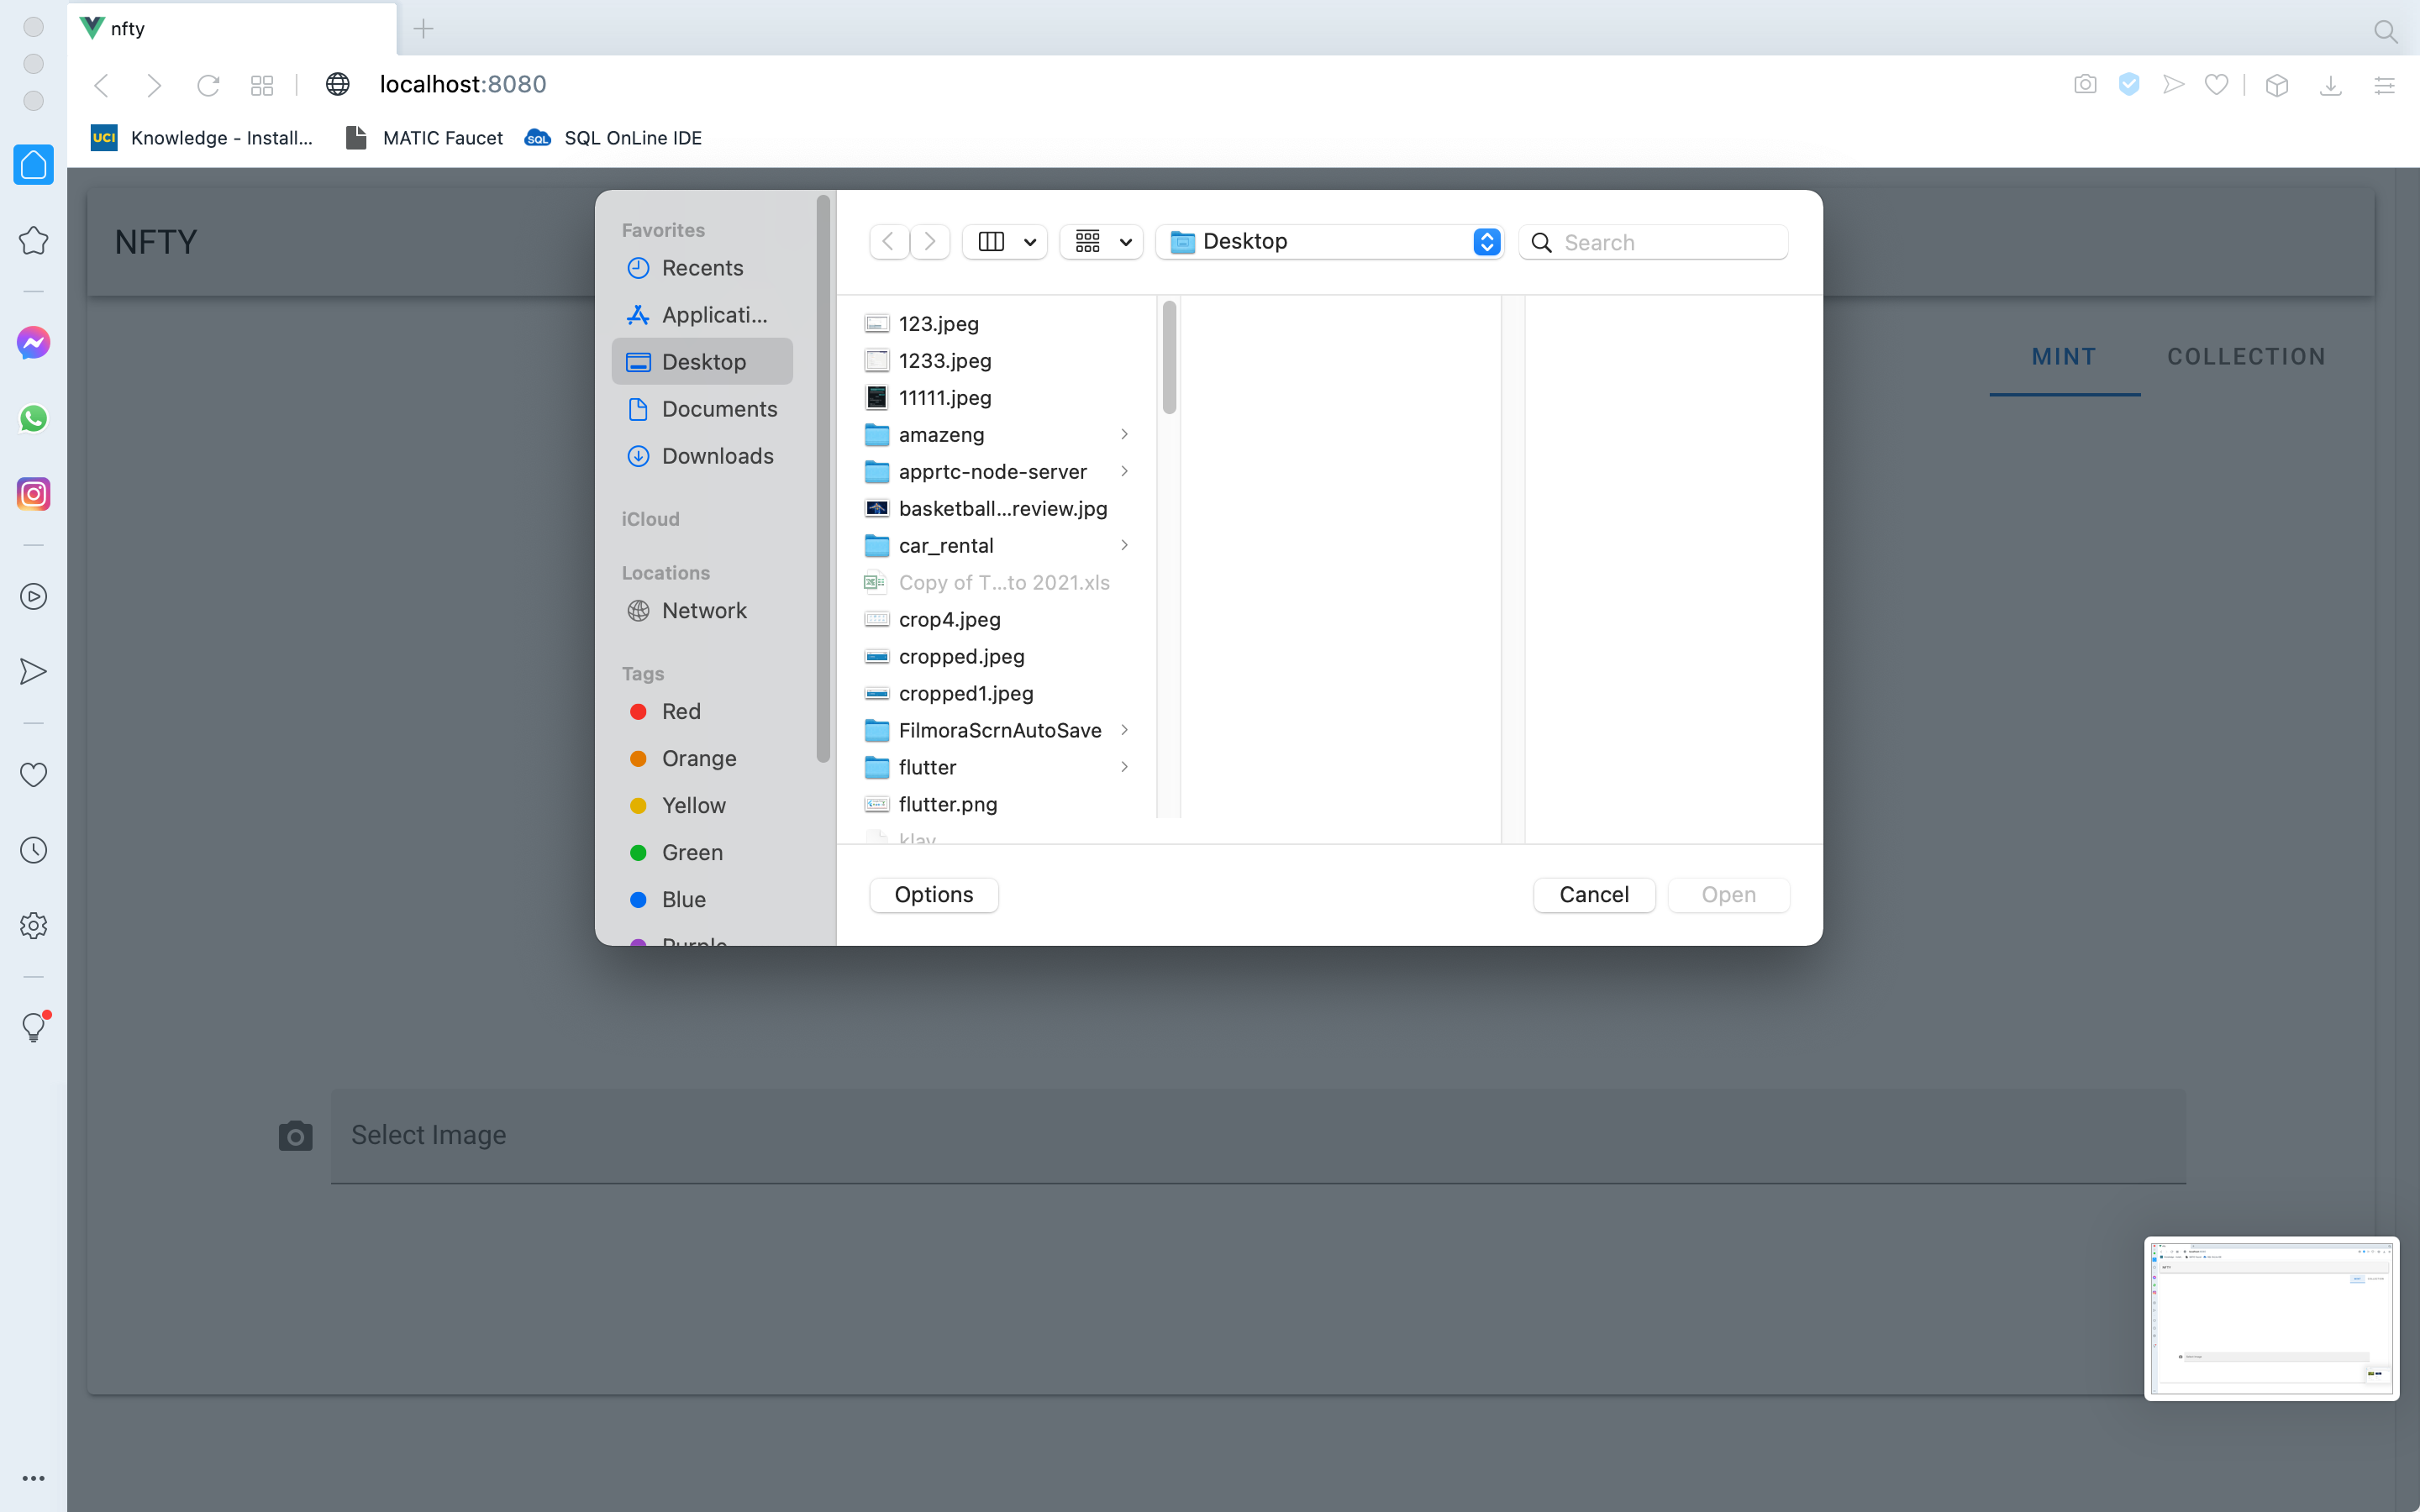 nfty
localhost:8080
UCI Knowledge - Install...
MATIC Faucet
SQL SQL OnLine IDE
NFTY
MINT
COLLECTION
Favorites
Recents
Applicati...
Desktop
Documents
Downloads
iCloud
Locations
Network
Tags
Red
Orange
Yellow
Green
Blue
Purple
Desktop
Search
123.jpeg
1233.jpeg
11111.jpeg
amazeng
apprtc-node-server
basketball...review.jpg
car_rental
Copy of T...to 2021.xls
crop4.jpeg
cropped.jpeg
cropped1.jpeg
FilmoraScrnAutoSave
flutter
flutter.png
klay
Options
Cancel
Open
Select Image